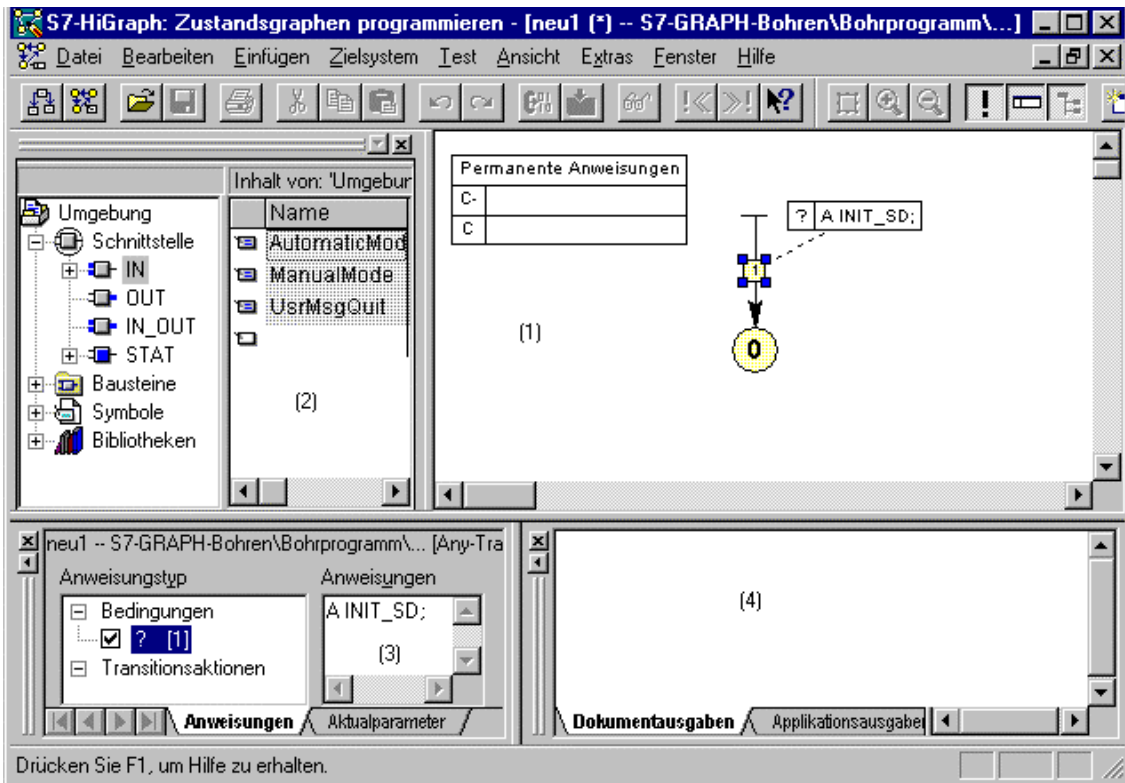 S7-HiGraph: Zustandsgraphen programmieren - [neu1 (*) -- S7-GRAPH-Bohren\Bohrprogramm\...]
Datei Bearbeiten Einfügen Zielsystem Test Ansicht Extras Fenster Hilfe
Inhalt von: 'Umgebur
Name
AutomaticMod
ManualMode
UsrMsgQuit
(2)
Umgebung
Schnittstelle
IN
OUT
IN_OUT
STAT
Bausteine
Symbole
Bibliotheken
Permanente Anweisungen
C-
C
? A INIT_SD;
1
0
(1)
neu1 -- S7-GRAPH-Bohren\Bohrprogramm\... [Any-Tra
Anweisungstyp
Bedingungen
? [1]
Transitionsaktionen
Anweisungen
A INIT_SD;
(3)
Anweisungen Aktualparameter
(4)
Dokumentausgaben Applikationsausgaben
Drücken Sie F1, um Hilfe zu erhalten.